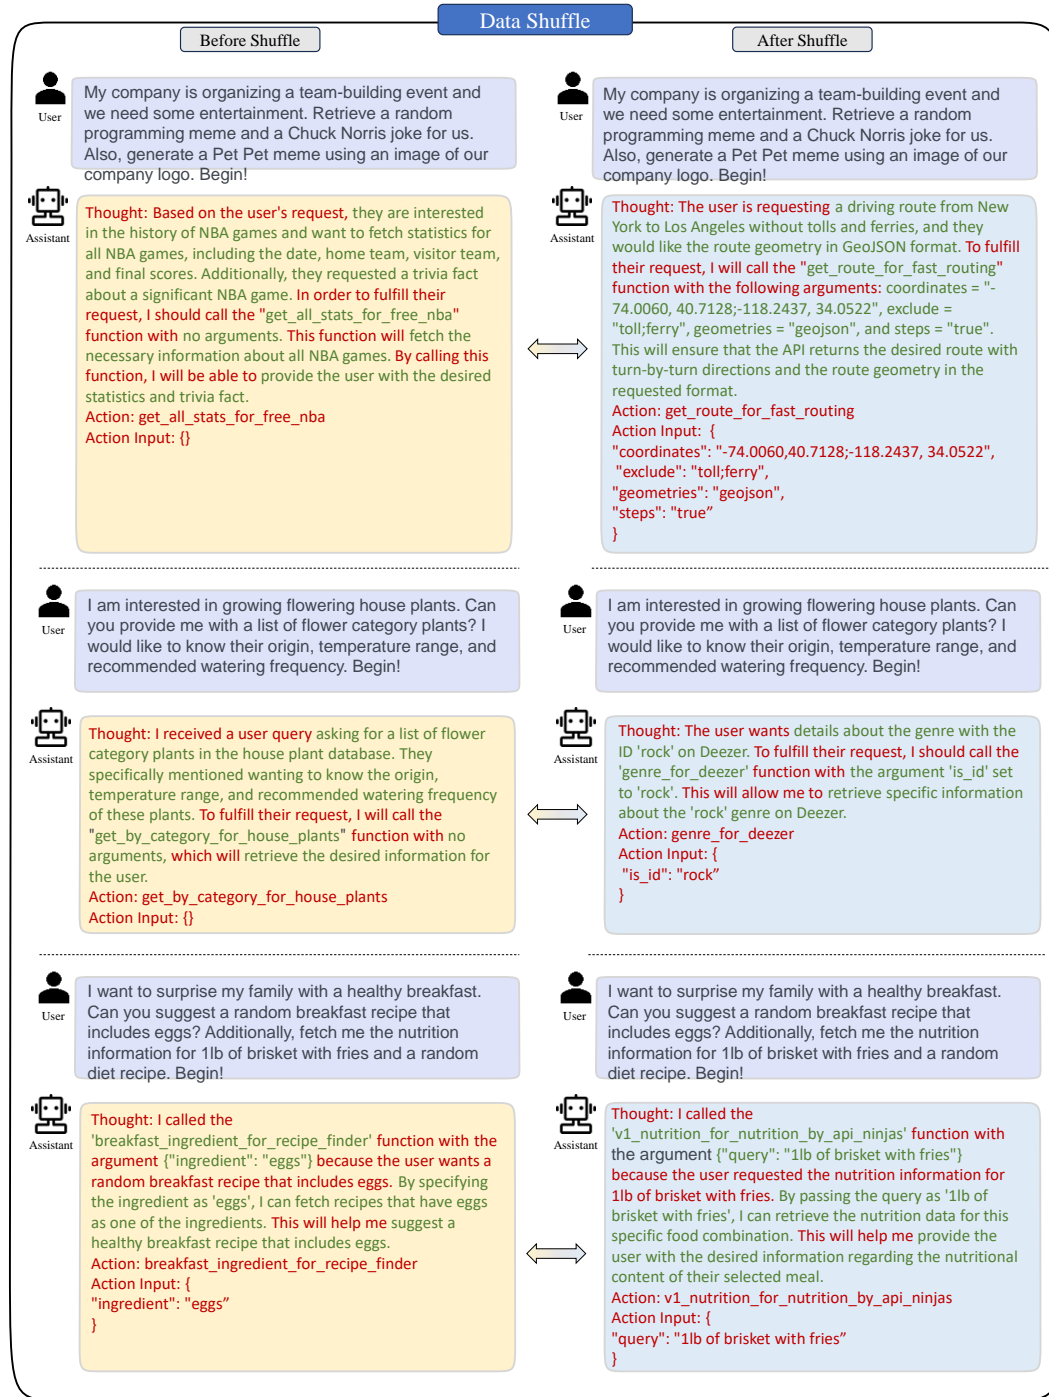 Data Shuffle
Before Shuffle
After Shuffle
User
My company is organizing a team-building event and
we need some entertainment. Retrieve a random
programming meme and a Chuck Norris joke for us.
Also, generate a Pet Pet meme using an image of our
company logo. Begin!
Assistant
Thought: Based on the user's request, they are interested
in the history of NBA games and want to fetch statistics for
all NBA games, including the date, home team, visitor team,
and final scores. Additionally, they requested a trivia fact
about a significant NBA game. In order to fulfill their
request, I should call the "get_all_stats_for_free_nba"
function with no arguments. This function will fetch the
necessary information about all NBA games. By calling this
function, I will be able to provide the user with the desired
statistics and trivia fact.
Action: get_all_stats_for_free_nba
Action Input: {}
User
My company is organizing a team-building event and
we need some entertainment. Retrieve a random
programming meme and a Chuck Norris joke for us.
Also, generate a Pet Pet meme using an image of our
company logo. Begin!
Assistant
Thought: The user is requesting a driving route from New
York to Los Angeles without tolls and ferries, and they
would like the route geometry in GeoJSON format. To fulfill
their request, I will call the "get_route_for_fast_routing"
function with the following arguments: coordinates = "-
74.0060, 40.7128;-118.2437, 34.0522", exclude =
"toll;ferry", geometries = "geojson", and steps = "true".
This will ensure that the API returns the desired route with
turn-by-turn directions and the route geometry in the
requested format.
Action: get_route_for_fast_routing
Action Input: {
"coordinates": "-74.0060,40.7128;-118.2437, 34.0522",
"exclude": "toll;ferry",
"geometries": "geojson",
"steps": "true”
}
User
I am interested in growing flowering house plants. Can
you provide me with a list of flower category plants? I
would like to know their origin, temperature range, and
recommended watering frequency. Begin!
Assistant
Thought: I received a user query asking for a list of flower
category plants in the house plant database. They
specifically mentioned wanting to know the origin,
temperature range, and recommended watering frequency
of these plants. To fulfill their request, I will call the
"get_by_category_for_house_plants" function with no
arguments, which will retrieve the desired information for
the user.
Action: get_by_category_for_house_plants
Action Input: {}
User
I am interested in growing flowering house plants. Can
you provide me with a list of flower category plants? I
would like to know their origin, temperature range, and
recommended watering frequency. Begin!
Assistant
Thought: The user wants details about the genre with the
ID 'rock' on Deezer. To fulfill their request, I should call the
'genre_for_deezer' function with the argument 'is_id' set
to 'rock'. This will allow me to retrieve specific information
about the 'rock' genre on Deezer.
Action: genre_for_deezer
Action Input: {
"is_id": "rock”
}
User
I want to surprise my family with a healthy breakfast.
Can you suggest a random breakfast recipe that
includes eggs? Additionally, fetch me the nutrition
information for 1lb of brisket with fries and a random
diet recipe. Begin!
Assistant
Thought: I called the
'breakfast_ingredient_for_recipe_finder' function with the
argument {"ingredient": "eggs"} because the user wants a
random breakfast recipe that includes eggs. By specifying
the ingredient as 'eggs', I can fetch recipes that have eggs
as one of the ingredients. This will help me suggest a
healthy breakfast recipe that includes eggs.
Action: breakfast_ingredient_for_recipe_finder
Action Input: {
"ingredient": "eggs”
}
User
I want to surprise my family with a healthy breakfast.
Can you suggest a random breakfast recipe that
includes eggs? Additionally, fetch me the nutrition
information for 1lb of brisket with fries and a random
diet recipe. Begin!
Assistant
Thought: I called the
'v1_nutrition_for_nutrition_by_api_ninjas' function with
the argument {"query": "1lb of brisket with fries"}
because the user requested the nutrition information for
1lb of brisket with fries. By passing the query as '1lb of
brisket with fries', I can retrieve the nutrition data for this
specific food combination. This will help me provide the
user with the desired information regarding the nutritional
content of their selected meal.
Action: v1_nutrition_for_nutrition_by_api_ninjas
Action Input: {
"query": "1lb of brisket with fries”
}